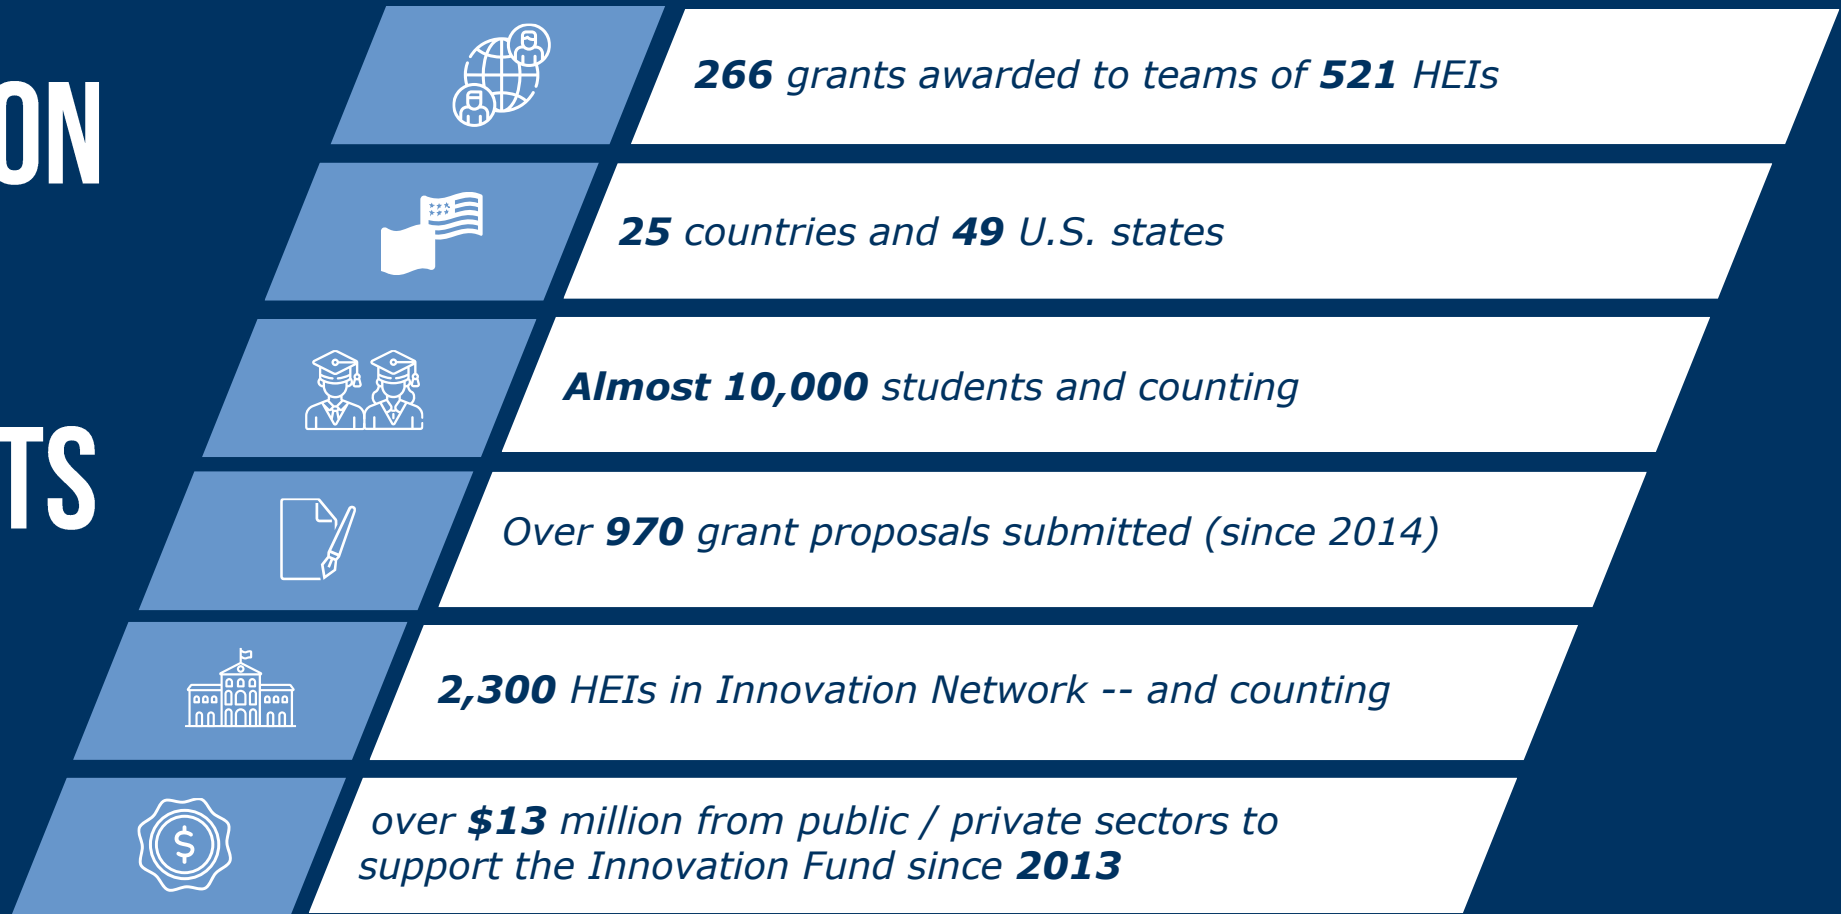 ON
TS
266 grants awarded to teams of 521 HEIs
25 countries and 49 U.S. states
Almost 10,000 students and counting
Over 970 grant proposals submitted (since 2014)
2,300 HEIs in Innovation Network -- and counting
over $13 million from public / private sectors to
support the Innovation Fund since 2013
$